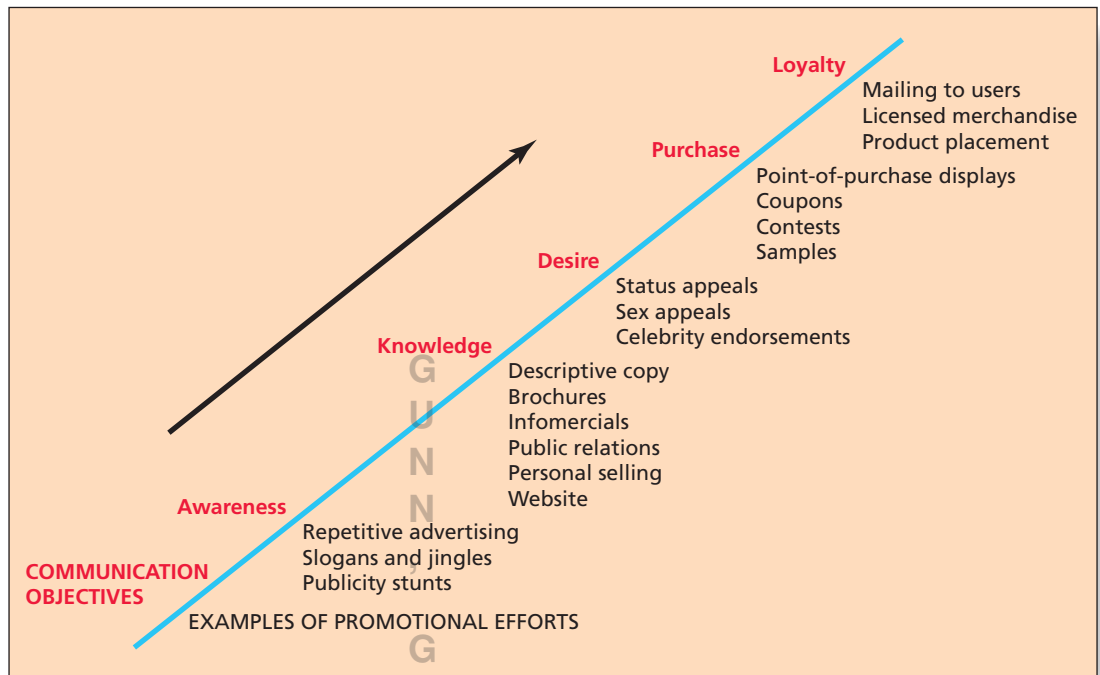 Loyalty
Mailing to users
Licensed merchandise
Product placement
Purchase
Point-of-purchase displays
Coupons
Contests
Samples
Desire
Status appeals
Sex appeals
Celebrity endorsements
Knowledge
Descriptive copy
Brochures
Infomercials
Public relations
Personal selling
Website
Awareness
Repetitive advertising
Slogans and jingles
Publicity stunts
COMMUNICATION
OBJECTIVES
EXAMPLES OF PROMOTIONAL EFFORTS
G
U
N
N
,
G